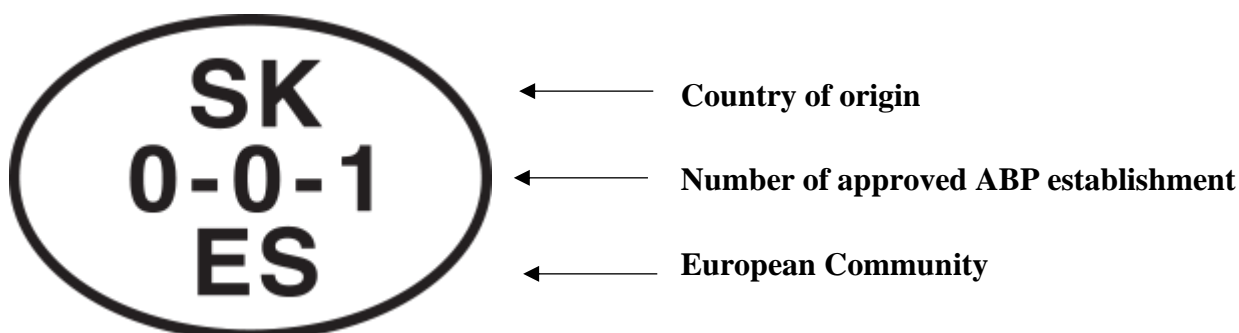 SK
0-0-1
ES
Country of origin
Number of approved ABP establishment
European Community